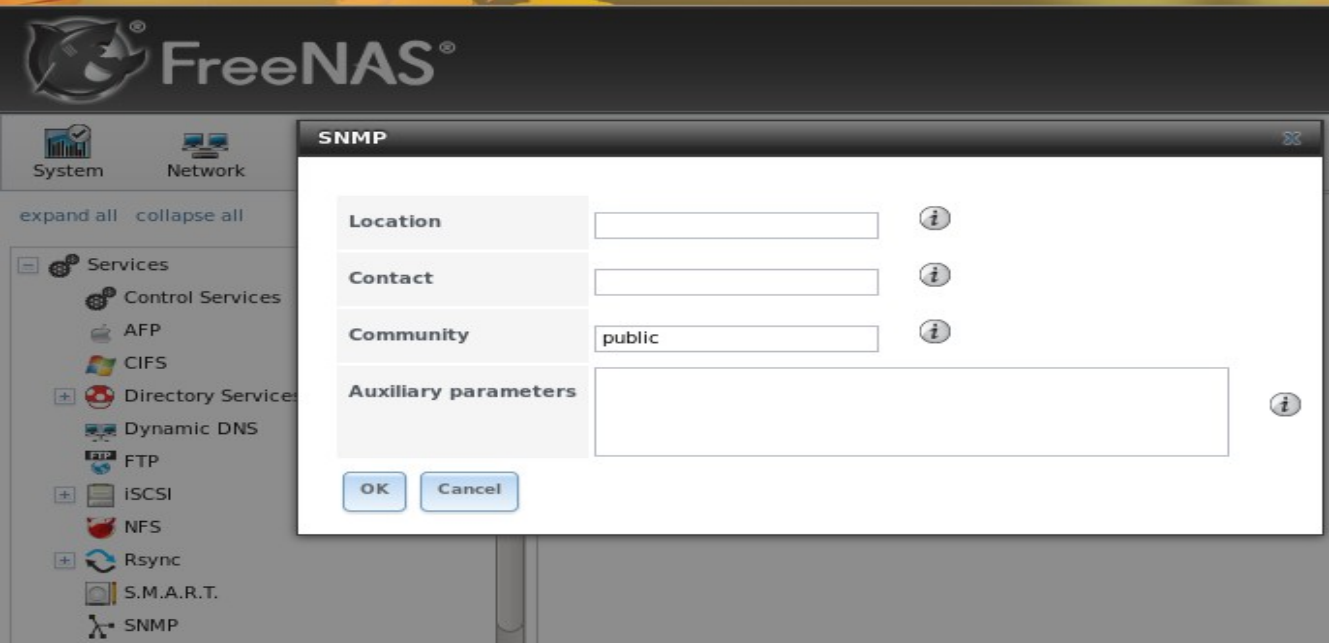 FreeNAS®
System
Network
expand all collapse all
Services
Control Services
AFP
CIFS
Directory Services
Dynamic DNS
FTP
iSCSI
NFS
Rsync
S.M.A.R.T.
SNMP
SNMP
Location
Contact
Community
public
Auxiliary parameters
OK Cancel